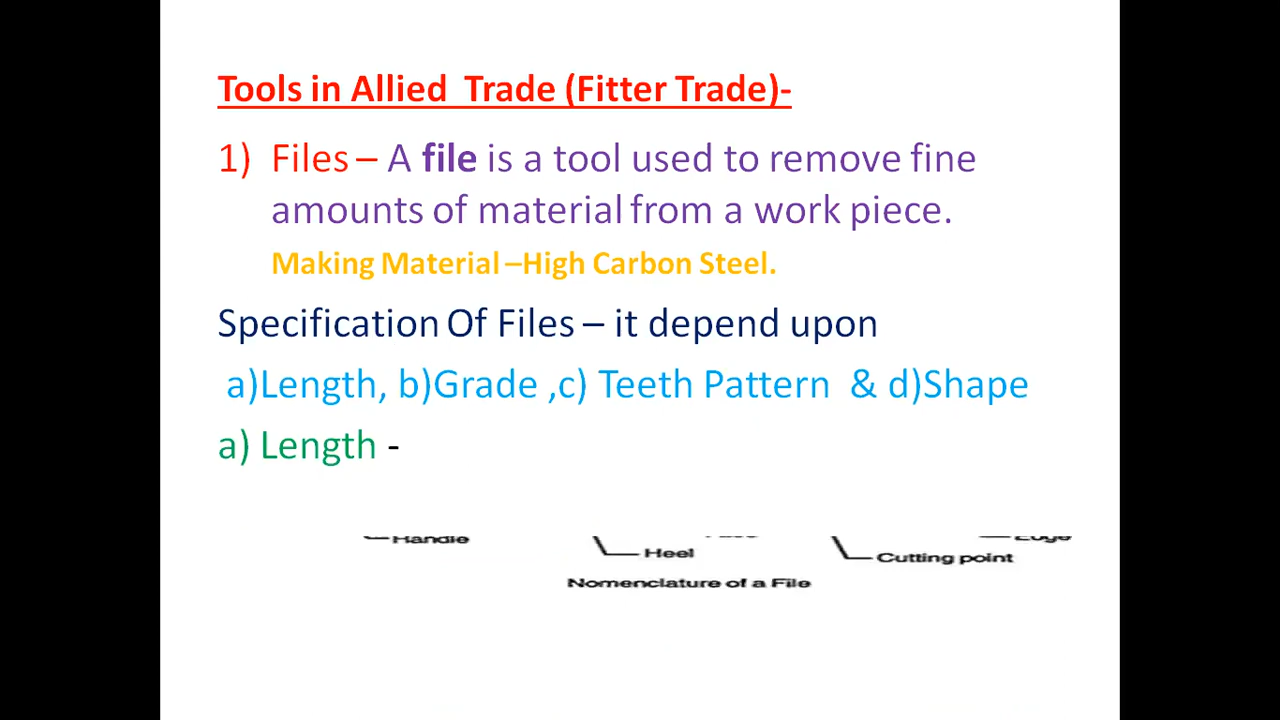 Tools in Allied  Trade (Fitter Trade)-
1) Files – A file is a tool used to remove fine
amounts of material from a work piece.
Making Material –High Carbon Steel.
Specification Of Files – it depend upon
a)Length, b)Grade ,c) Teeth Pattern  & d)Shape
a) Length -
Handle
Edge
Heel
Cutting point
Nomenclature of a File